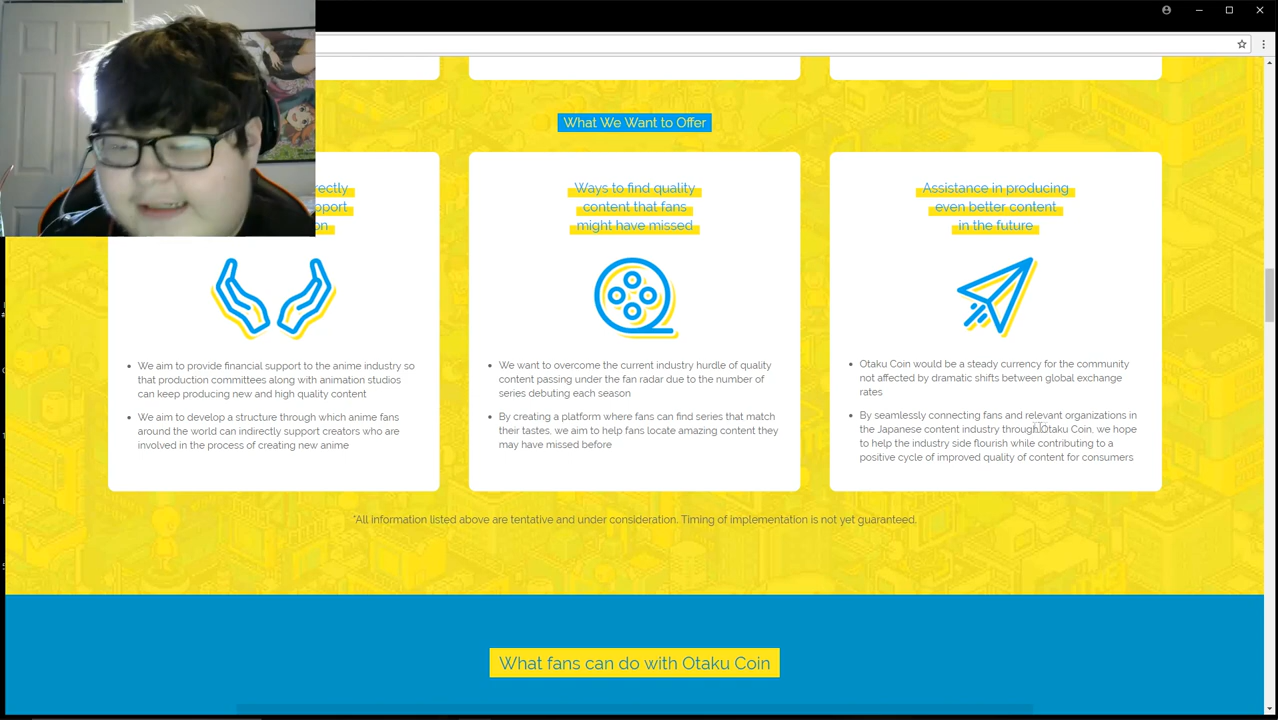 What We Want to Offer
Ways to find quality
content that fans
might have missed
Assistance in producing
even better content
in the future
We aim to provide financial support to the anime industry so
that production committees along with animation studios
can keep producing new and high quality content
We aim to develop a structure through which anime fans
around the world can indirectly support creators who are
involved in the process of creating new anime
We want to overcome the current industry hurdle of quality
content passing under the fan radar due to the number of
series debuting each season
By creating a platform where fans can find series that match
their tastes, we aim to help fans locate amazing content they
may have missed before
Otaku Coin would be a steady currency for the community
not affected by dramatic shifts between global exchange
rates
By seamlessly connecting fans and relevant organizations in
the Japanese content industry through Otaku Coin, we hope
to help the industry side flourish while contributing to a
positive cycle of improved quality of content for consumers
*All information listed above are tentative and under consideration. Timing of implementation is not yet guaranteed.
What fans can do with Otaku Coin